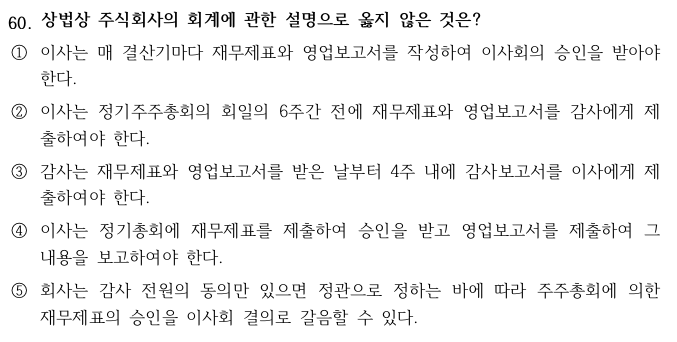 60. 상법상 주식회사의 회계에 관한 설명으로 옳지 않은 것은?
① 이사는 매 결산기마다 재무제표와 영업보고서를 작성하여 이사회의 승인을 받아야
한다.
② 이사는 정기주주총회의 회일의 6주간 전에 재무제표와 영업보고서를 감사에게 제
출하여야 한다.
③ 감사는 재무제표와 영업보고서를 받은 날부터 4주 내에 감사보고서를 이사에게 제
출하여야 한다.
④ 이사는 정기총회에 재무제표를 제출하여 승인을 받고 영업보고서를 제출하여 그
내용을 보고하여야 한다.
⑤ 회사는 감사 전원의 동의만 있으면 정관으로 정하는 바에 따라 주주총회에 의한
재무제표의 승인을 이사회 결의로 갈음할 수 있다.